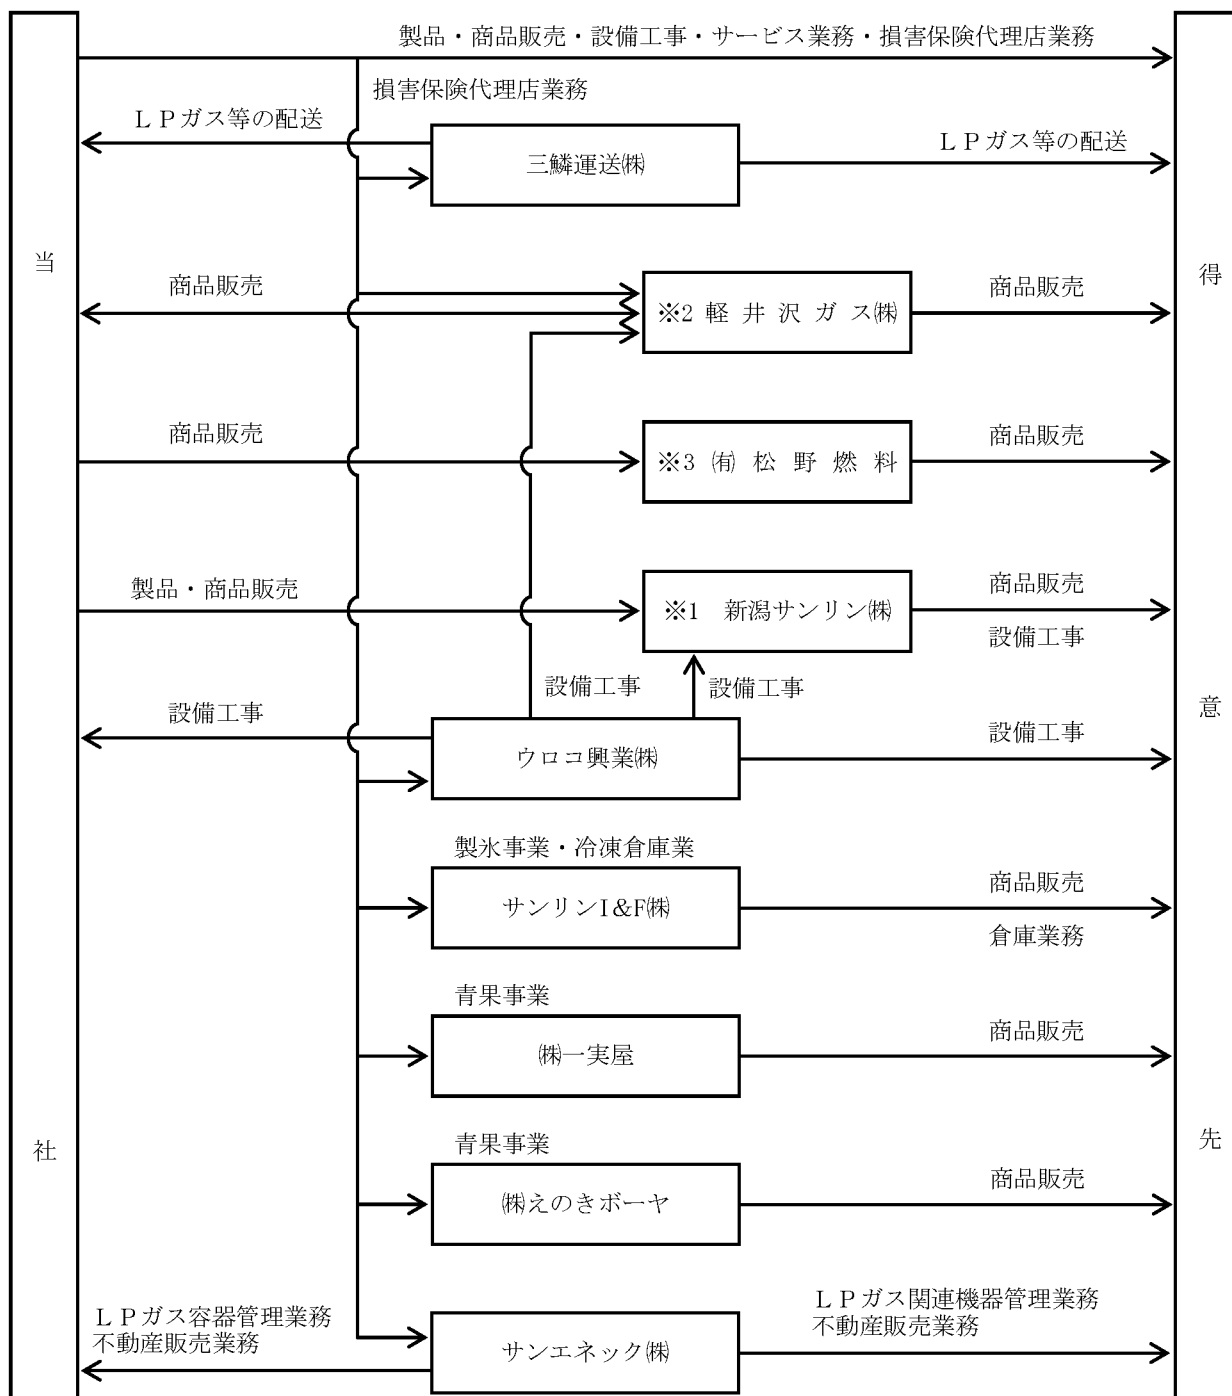 製品・商品販売・設備工事・サービス業務・損害保険代理店業務
損害保険代理店業務
ＬＰガス等の配送
三鱗運送㈱
ＬＰガス等の配送
当
得
商品販売
※2 軽井沢ガス㈱
商品販売
商品販売
※3 ㈲松野燃料
商品販売
製品・商品販売
※1　新潟サンリン㈱
商品販売
設備工事
設備工事
設備工事
意
設備工事
ウロコ興業㈱
設備工事
製氷事業・冷凍倉庫業
サンリンI&F㈱
商品販売
倉庫業務
青果事業
㈱一実屋
商品販売
社
先
青果事業
㈱えのきボーヤ
商品販売
ＬＰガス容器管理業務
不動産販売業務
サンエネック㈱
ＬＰガス関連機器管理業務
不動産販売業務